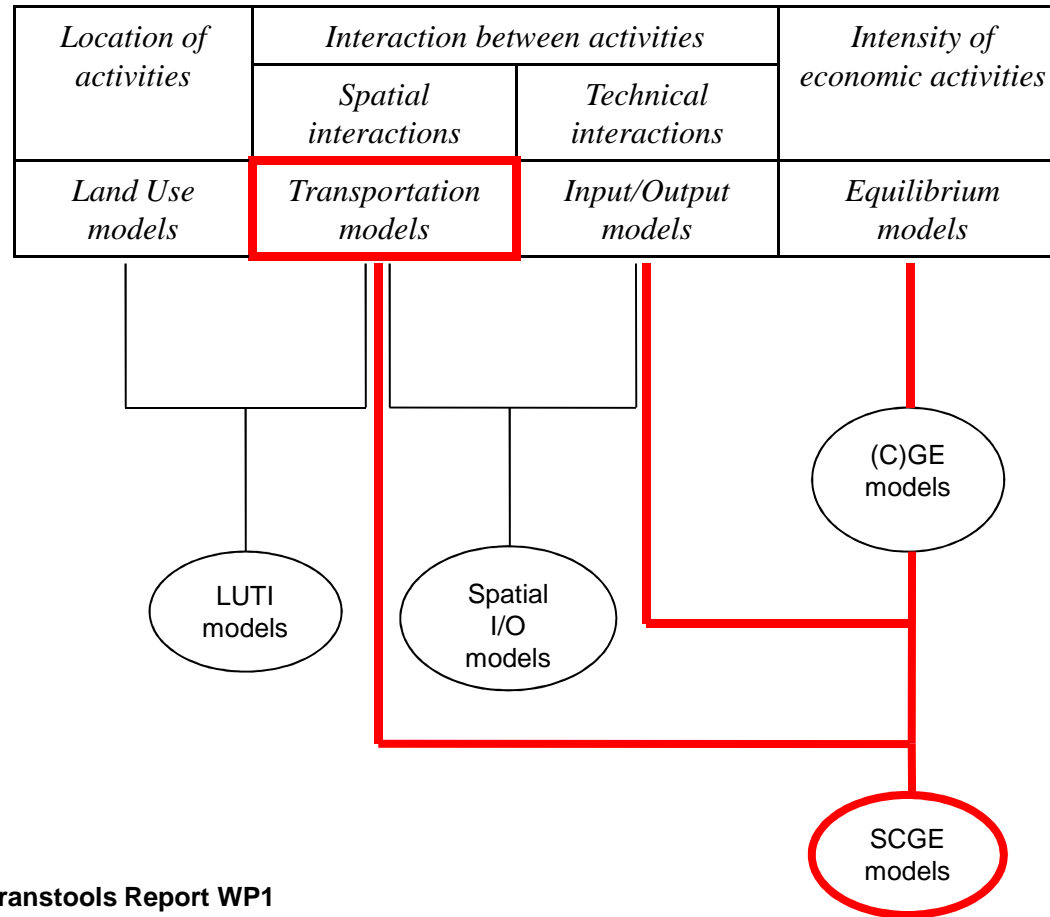 Location of
activities
Interaction between activities
Intensity of
economic activities
Spatial
interactions
Technical
interactions
Land Use
models
Transportation
models
Input/Output
models
Equilibrium
models
(C)GE
models
LUTI
models
Spatial
I/O
models
SCGE
models
ranstools Report WP1